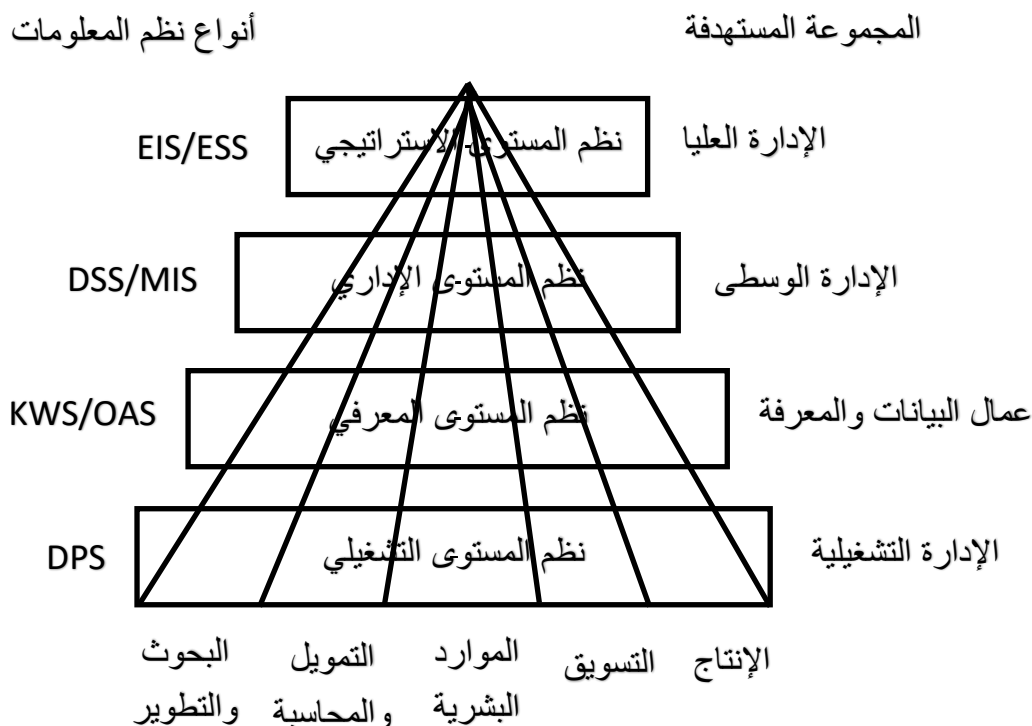 المجموعة المستهدفة
أنواع نظم المعلومات
الإدارة العليا
نظم المستوى الاستراتيجي
EIS/ESS
الإدارة الوسطى
نظم المستوى الإداري
DSS/MIS
عمال البيانات والمعرفة
نظم المستوى المعرفي
KWS/OAS
الإدارة التشغيلية
نظم المستوى التشغيلي
DPS
الإنتاج
التسويق
الموارد
البشرية
التمويل
والمحاسبة
البحوث
والتطوير